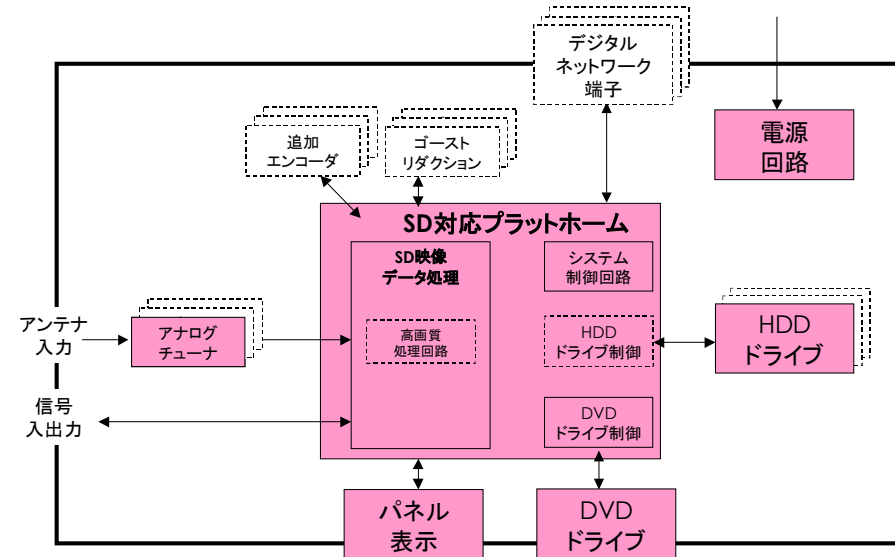 デジタル
ネットワーク
端子
電源
回路
追加
エンコーダ
ゴースト
リダクション
SD対応プラットホーム
SD映像
データ処理
システム
制御回路
高画質
処理回路
HDD
ドライブ制御
HDD
ドライブ
アンテナ
入力
アナログ
チューナ
信号
入出力
DVD
ドライブ制御
パネル
表示
DVD
ドライブ